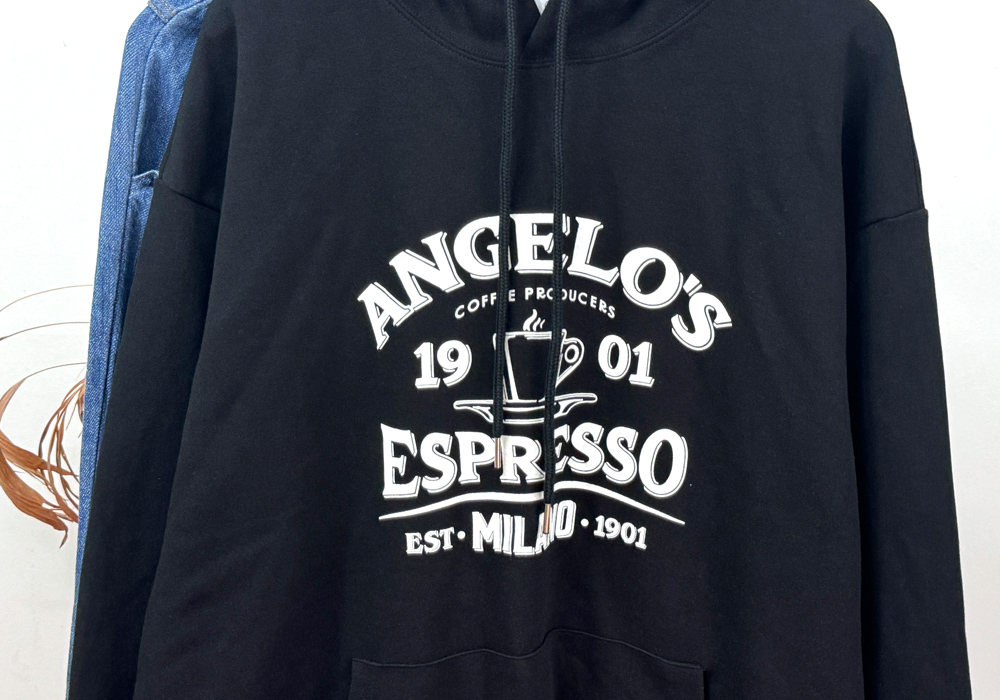 ANGELO'S
COFFEE PRODUCERS
19 01
ESPRESSO
EST · MILANO · 1901